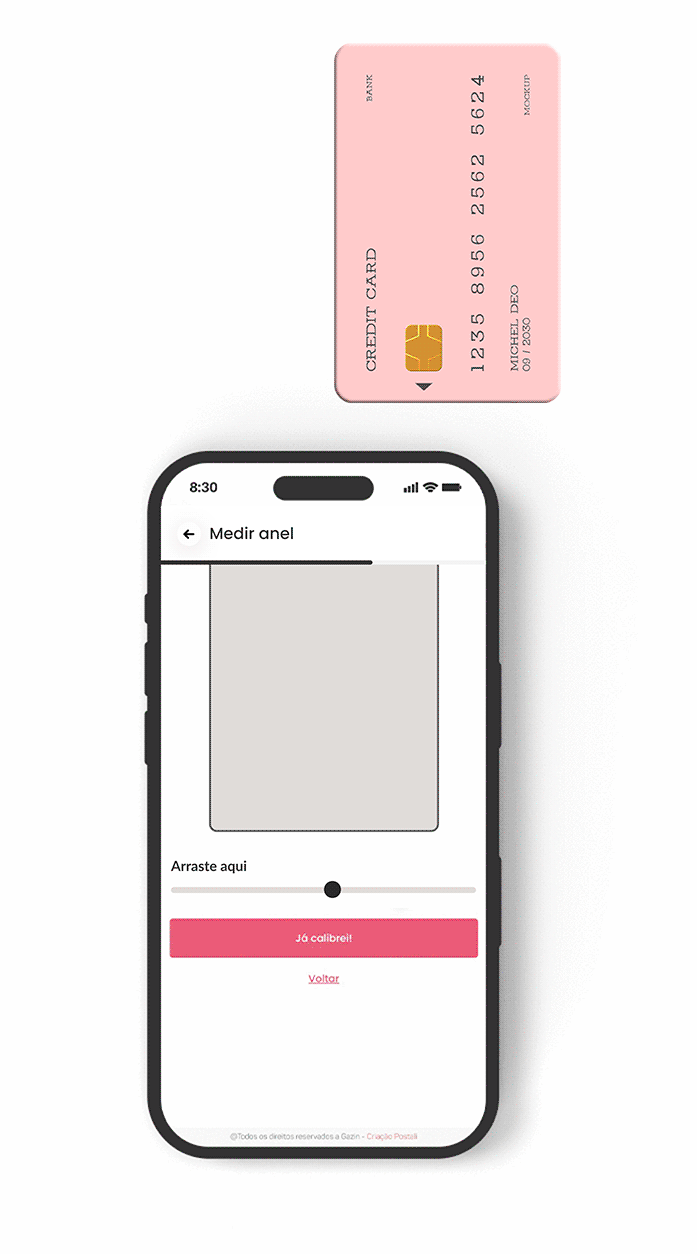 BANK
CREDIT CARD
1235 8956 2562 5624
MOCKUP
MICHEL DEO
09 / 2030
8:30
Medir anel
Arraste aqui
Já calibrei!
Voltar
@Todos os direitos reservados a Gazin - Criação Postali